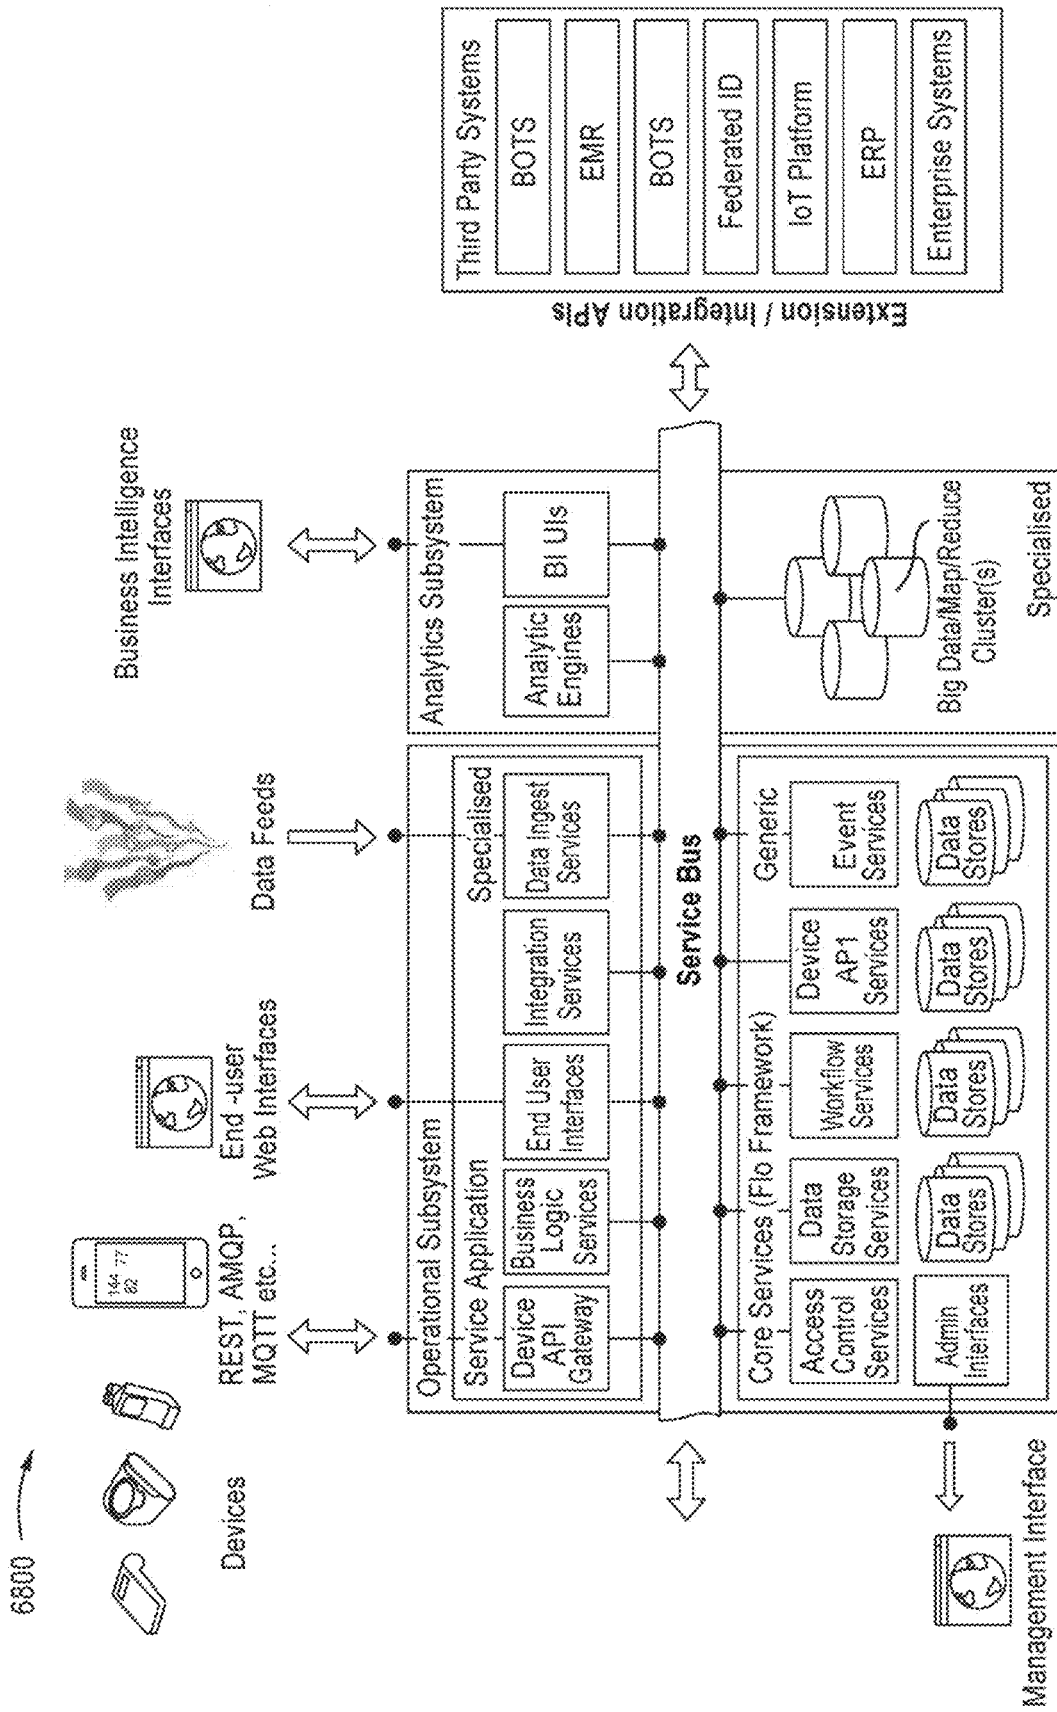 6800
Devices
144
77
82
REST, AMQP,
MQTT etc...
End -user
Web Interfaces
Data Feeds
Business Intelligence
Interfaces
Operational Subsystem
Service Application
Specialised
Device
API
Gateway
Business
Logic
Services
End User
Interfaces
Integration
Services
Data Ingest
Services
Analytics Subsystem
Analytic
Engines
BI UIs
Service Bus
Core Services (Flo Framework)
Generic
Access
Control
Services
Data
Storage
Services
Workflow
Services
Device
AP1
Services
Event
Services
Admin
Interfaces
Data
Stores
Data
Stores
Data
Stores
Data
Stores
Big Data/Map/Reduce
Cluster(s)
Specialised
Management Interface
Extension / Integration APIs
Third Party Systems
BOTS
EMR
BOTS
Federated ID
IoT Platform
ERP
Enterprise Systems